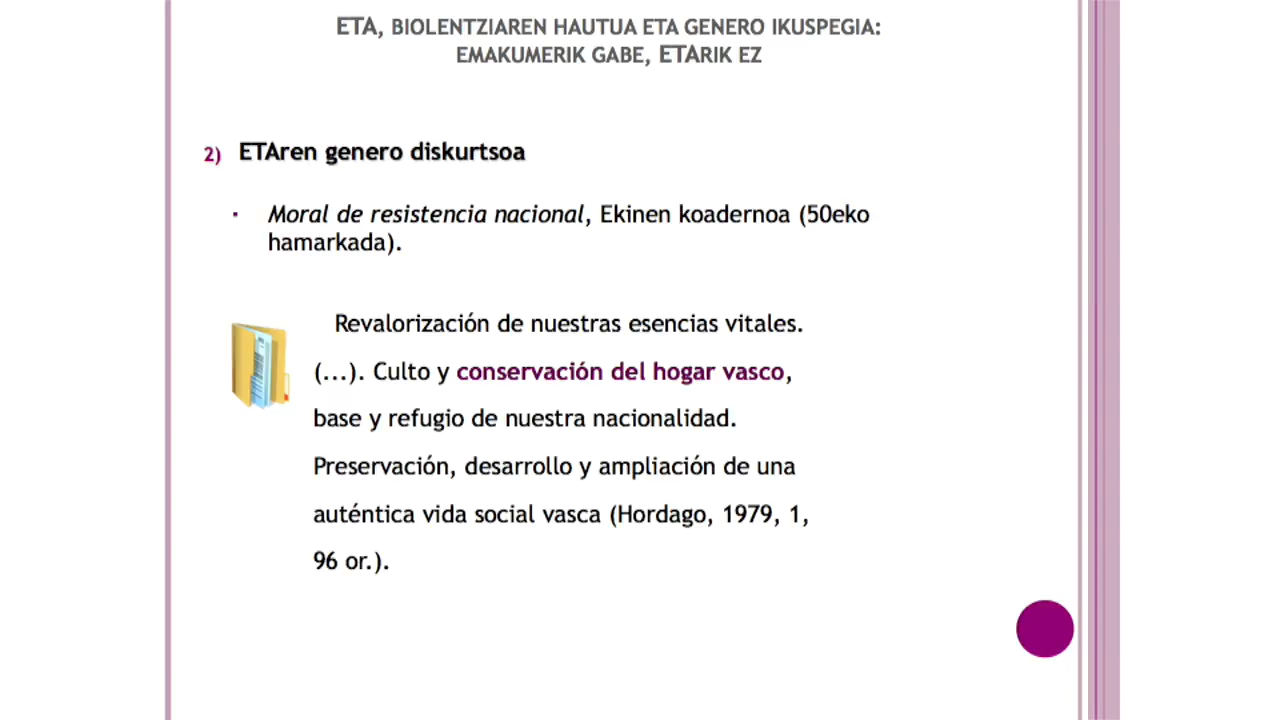 ETA, BIOLENTZIAREN HAUTUA ETA GENERO IKUSPEGIA:
EMAKUMERIK GABE, ETARIK EZ
2) ETAren genero diskurtsoa
▪ Moral de resistencia nacional, Ekinen koadernoa (50eko
hamarkada).
Revalorización de nuestras esencias vitales.
(...). Culto y conservación del hogar vasco,
base y refugio de nuestra nacionalidad.
Preservación, desarrollo y ampliación de una
auténtica vida social vasca (Hordago, 1979, 1,
96 or.).